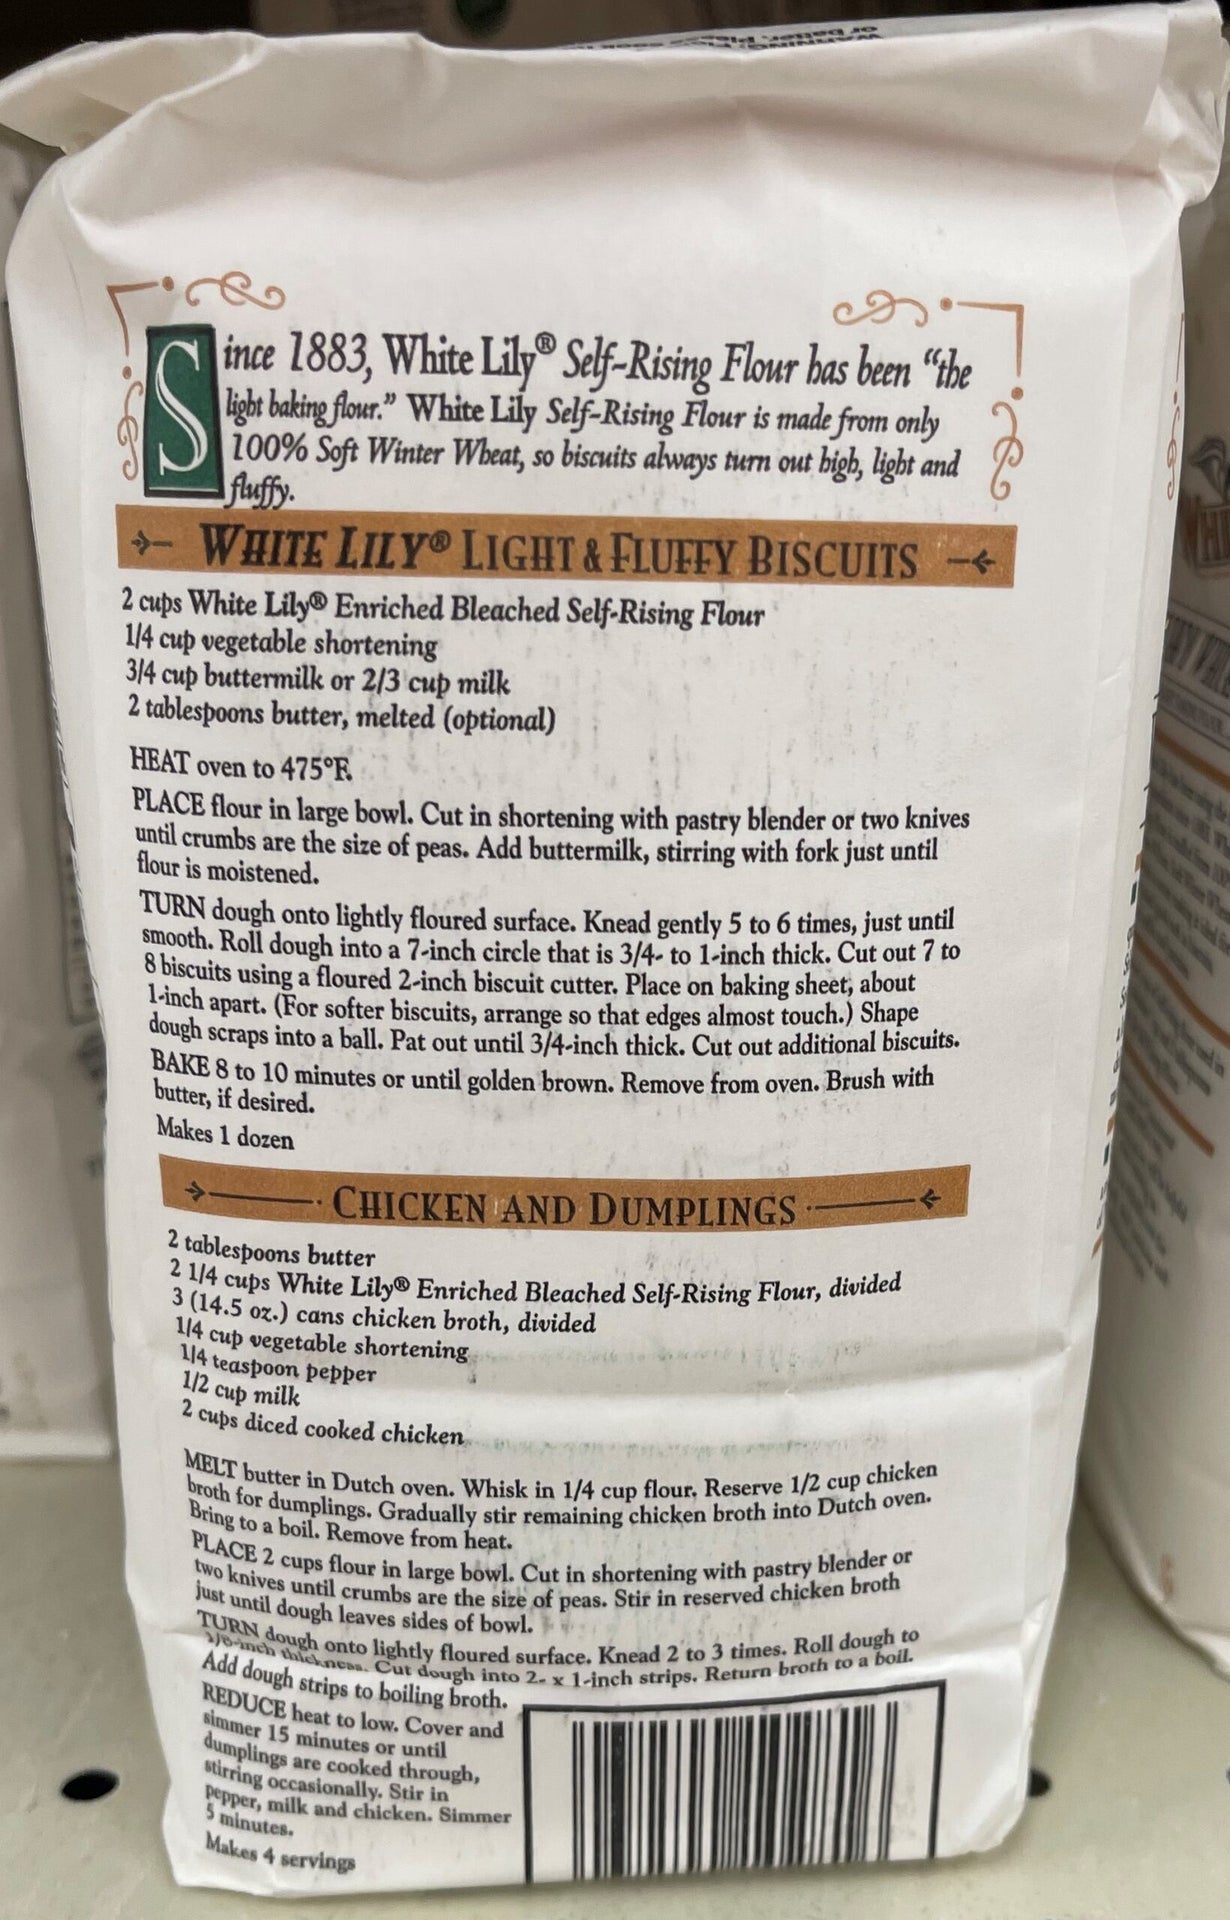 Since 1883, White Lily® Self-Rising Flour has been "the
light baking flour." White Lily Self-Rising Flour is made from only
100% Soft Winter Wheat, so biscuits always turn out high, light and
fluffy.
WHITE LILY® LIGHT & FLUFFY BISCUITS
2 cups White Lily® Enriched Bleached Self-Rising Flour
1/4 cup vegetable shortening
3/4 cup buttermilk or 2/3 cup milk
2 tablespoons butter, melted (optional)
HEAT oven to 475°F.
PLACE flour in large bowl. Cut in shortening with pastry blender or two knives
until crumbs are the size of peas. Add buttermilk, stirring with fork just until
flour is moistened.
TURN dough onto lightly floured surface. Knead gently 5 to 6 times, just until
smooth. Roll dough into a 7-inch circle that is 3/4- to 1-inch thick. Cut out 7 to
8 biscuits using a floured 2-inch biscuit cutter. Place on baking sheet, about
1-inch apart. (For softer biscuits, arrange so that edges almost touch.) Shape
dough scraps into a ball. Pat out until 3/4-inch thick. Cut out additional biscuits.
BAKE 8 to 10 minutes or until golden brown. Remove from oven. Brush with
butter, if desired.
Makes 1 dozen
CHICKEN AND DUMPLINGS
2 tablespoons butter
2 1/4 cups White Lily® Enriched Bleached Self-Rising Flour, divided
3 (14.5 oz.) cans chicken broth, divided
1/4 cup vegetable shortening
1/4 teaspoon pepper
1/2 cup milk
2 cups diced cooked chicken
MELT butter in Dutch oven. Whisk in 1/4 cup flour. Reserve 1/2 cup chicken
broth for dumplings. Gradually stir remaining chicken broth into Dutch oven.
Bring to a boil. Remove from heat.
PLACE 2 cups flour in large bowl. Cut in shortening with pastry blender or
two knives until crumbs are the size of peas. Stir in reserved chicken broth
just until dough leaves sides of bowl.
TURN dough onto lightly floured surface. Knead 2 to 3 times. Roll dough to
thickness. Cut dough into 2- x 1-inch strips. Return broth to a boil.
Add dough strips to boiling broth.
REDUCE heat to low. Cover and
simmer 15 minutes or until
dumplings are cooked through,
stirring occasionally. Stir in
pepper, milk and chicken. Simmer
5 minutes.
Makes 4 servings